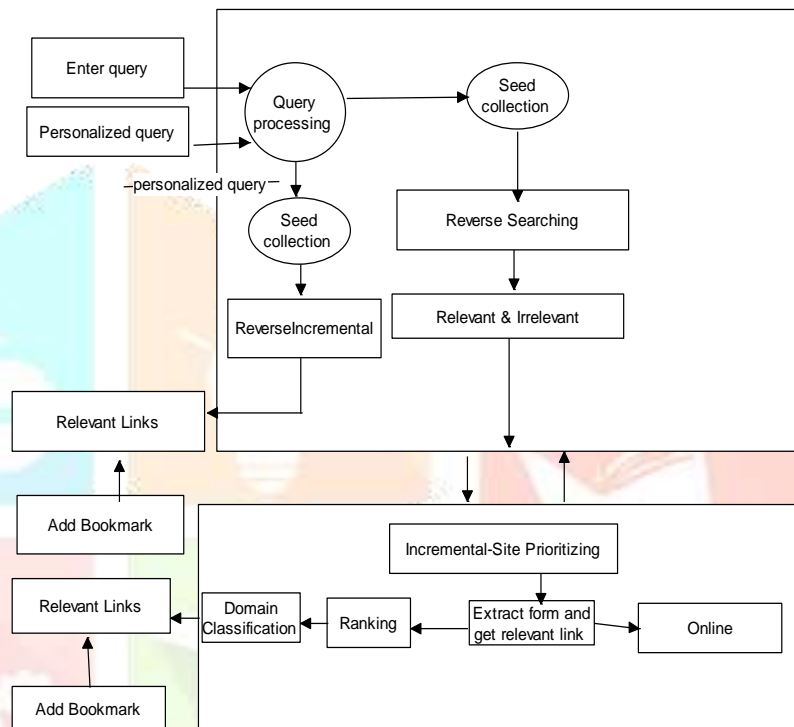 Enter query
Personalized query
Query
processing
Seed
collection
personalized query
Seed
collection
Reverse Searching
ReverseIncremental
Relevant & Irrelevant
Relevant Links
Add Bookmark
Incremental-Site Prioritizing
Relevant Links
Domain
Classification
Ranking
Extract form and
get relevant link
Online
Add Bookmark